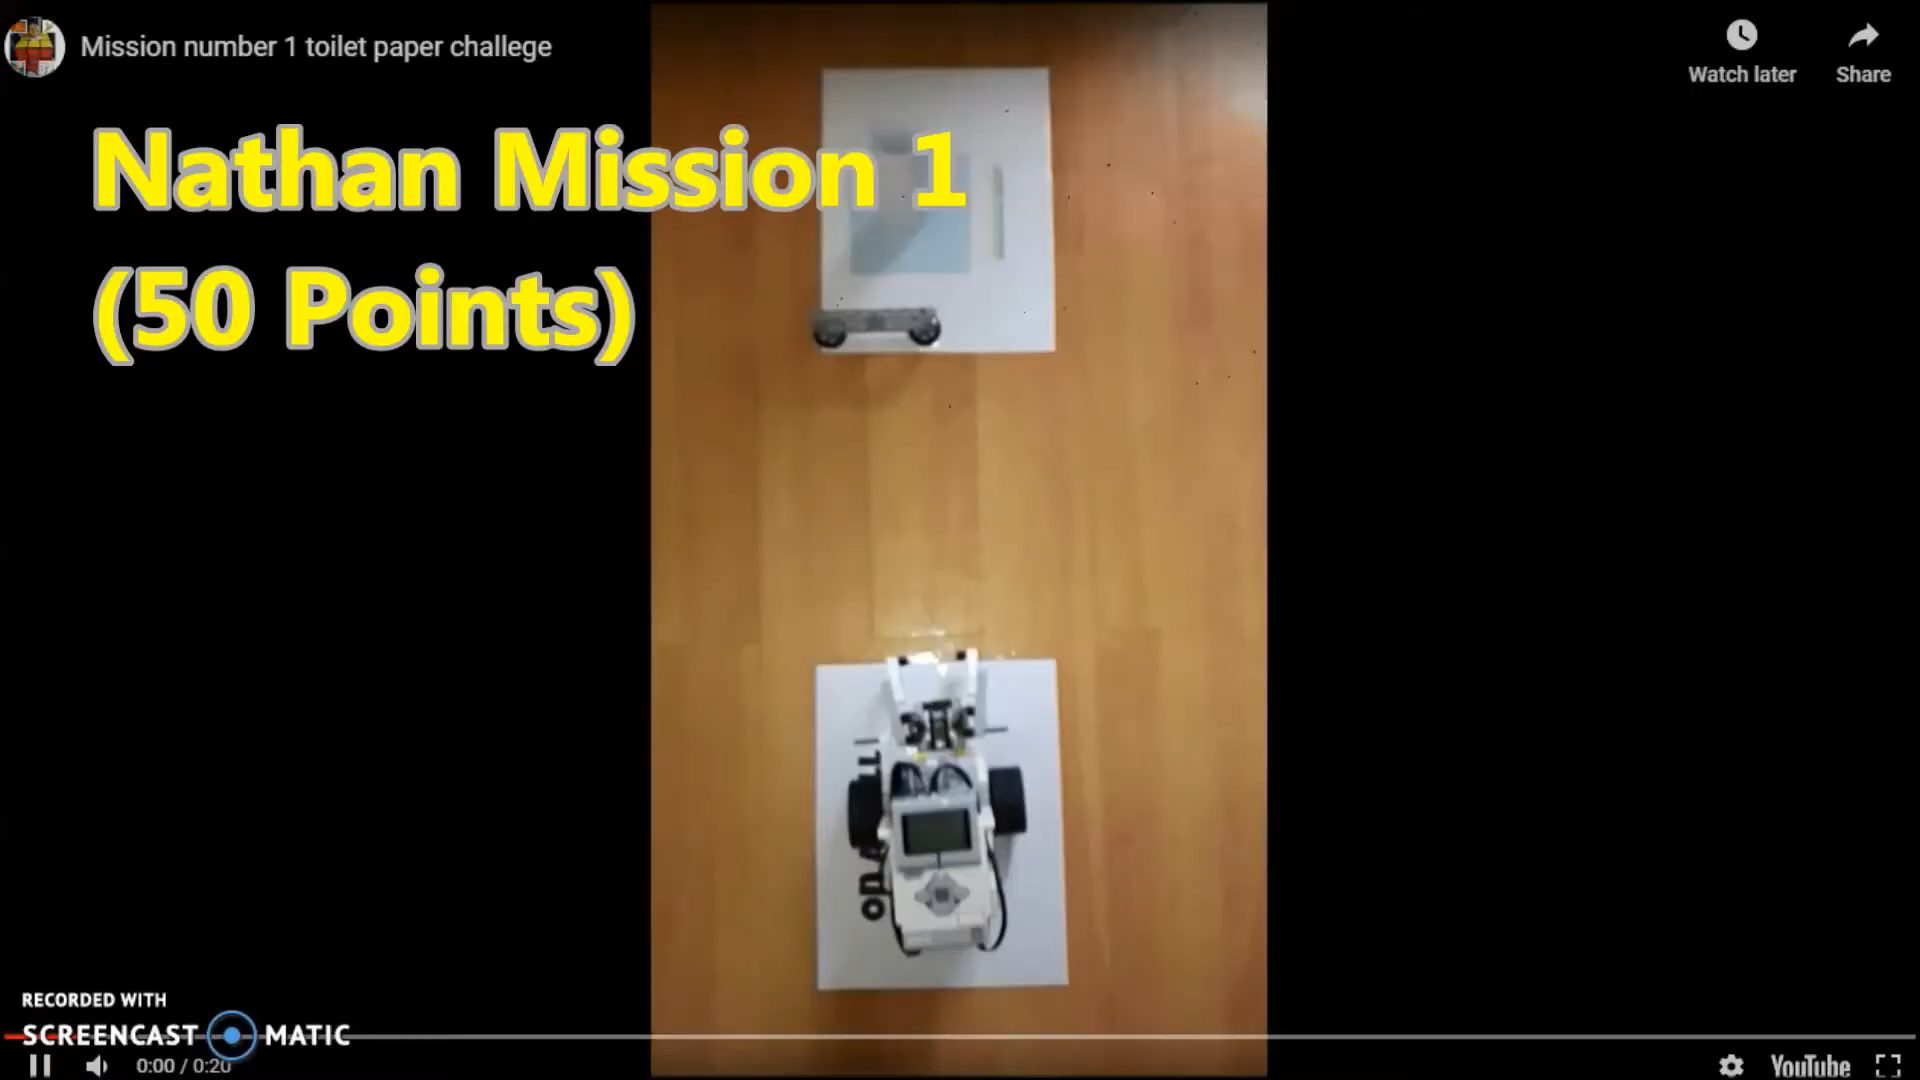 Mission number 1 toilet paper challege
Watch later
Share
Nathan Mission 1
(50 Points)
RECORDED WITH
SCREENCAST MATIC
0:00 / 0:20
YouTube